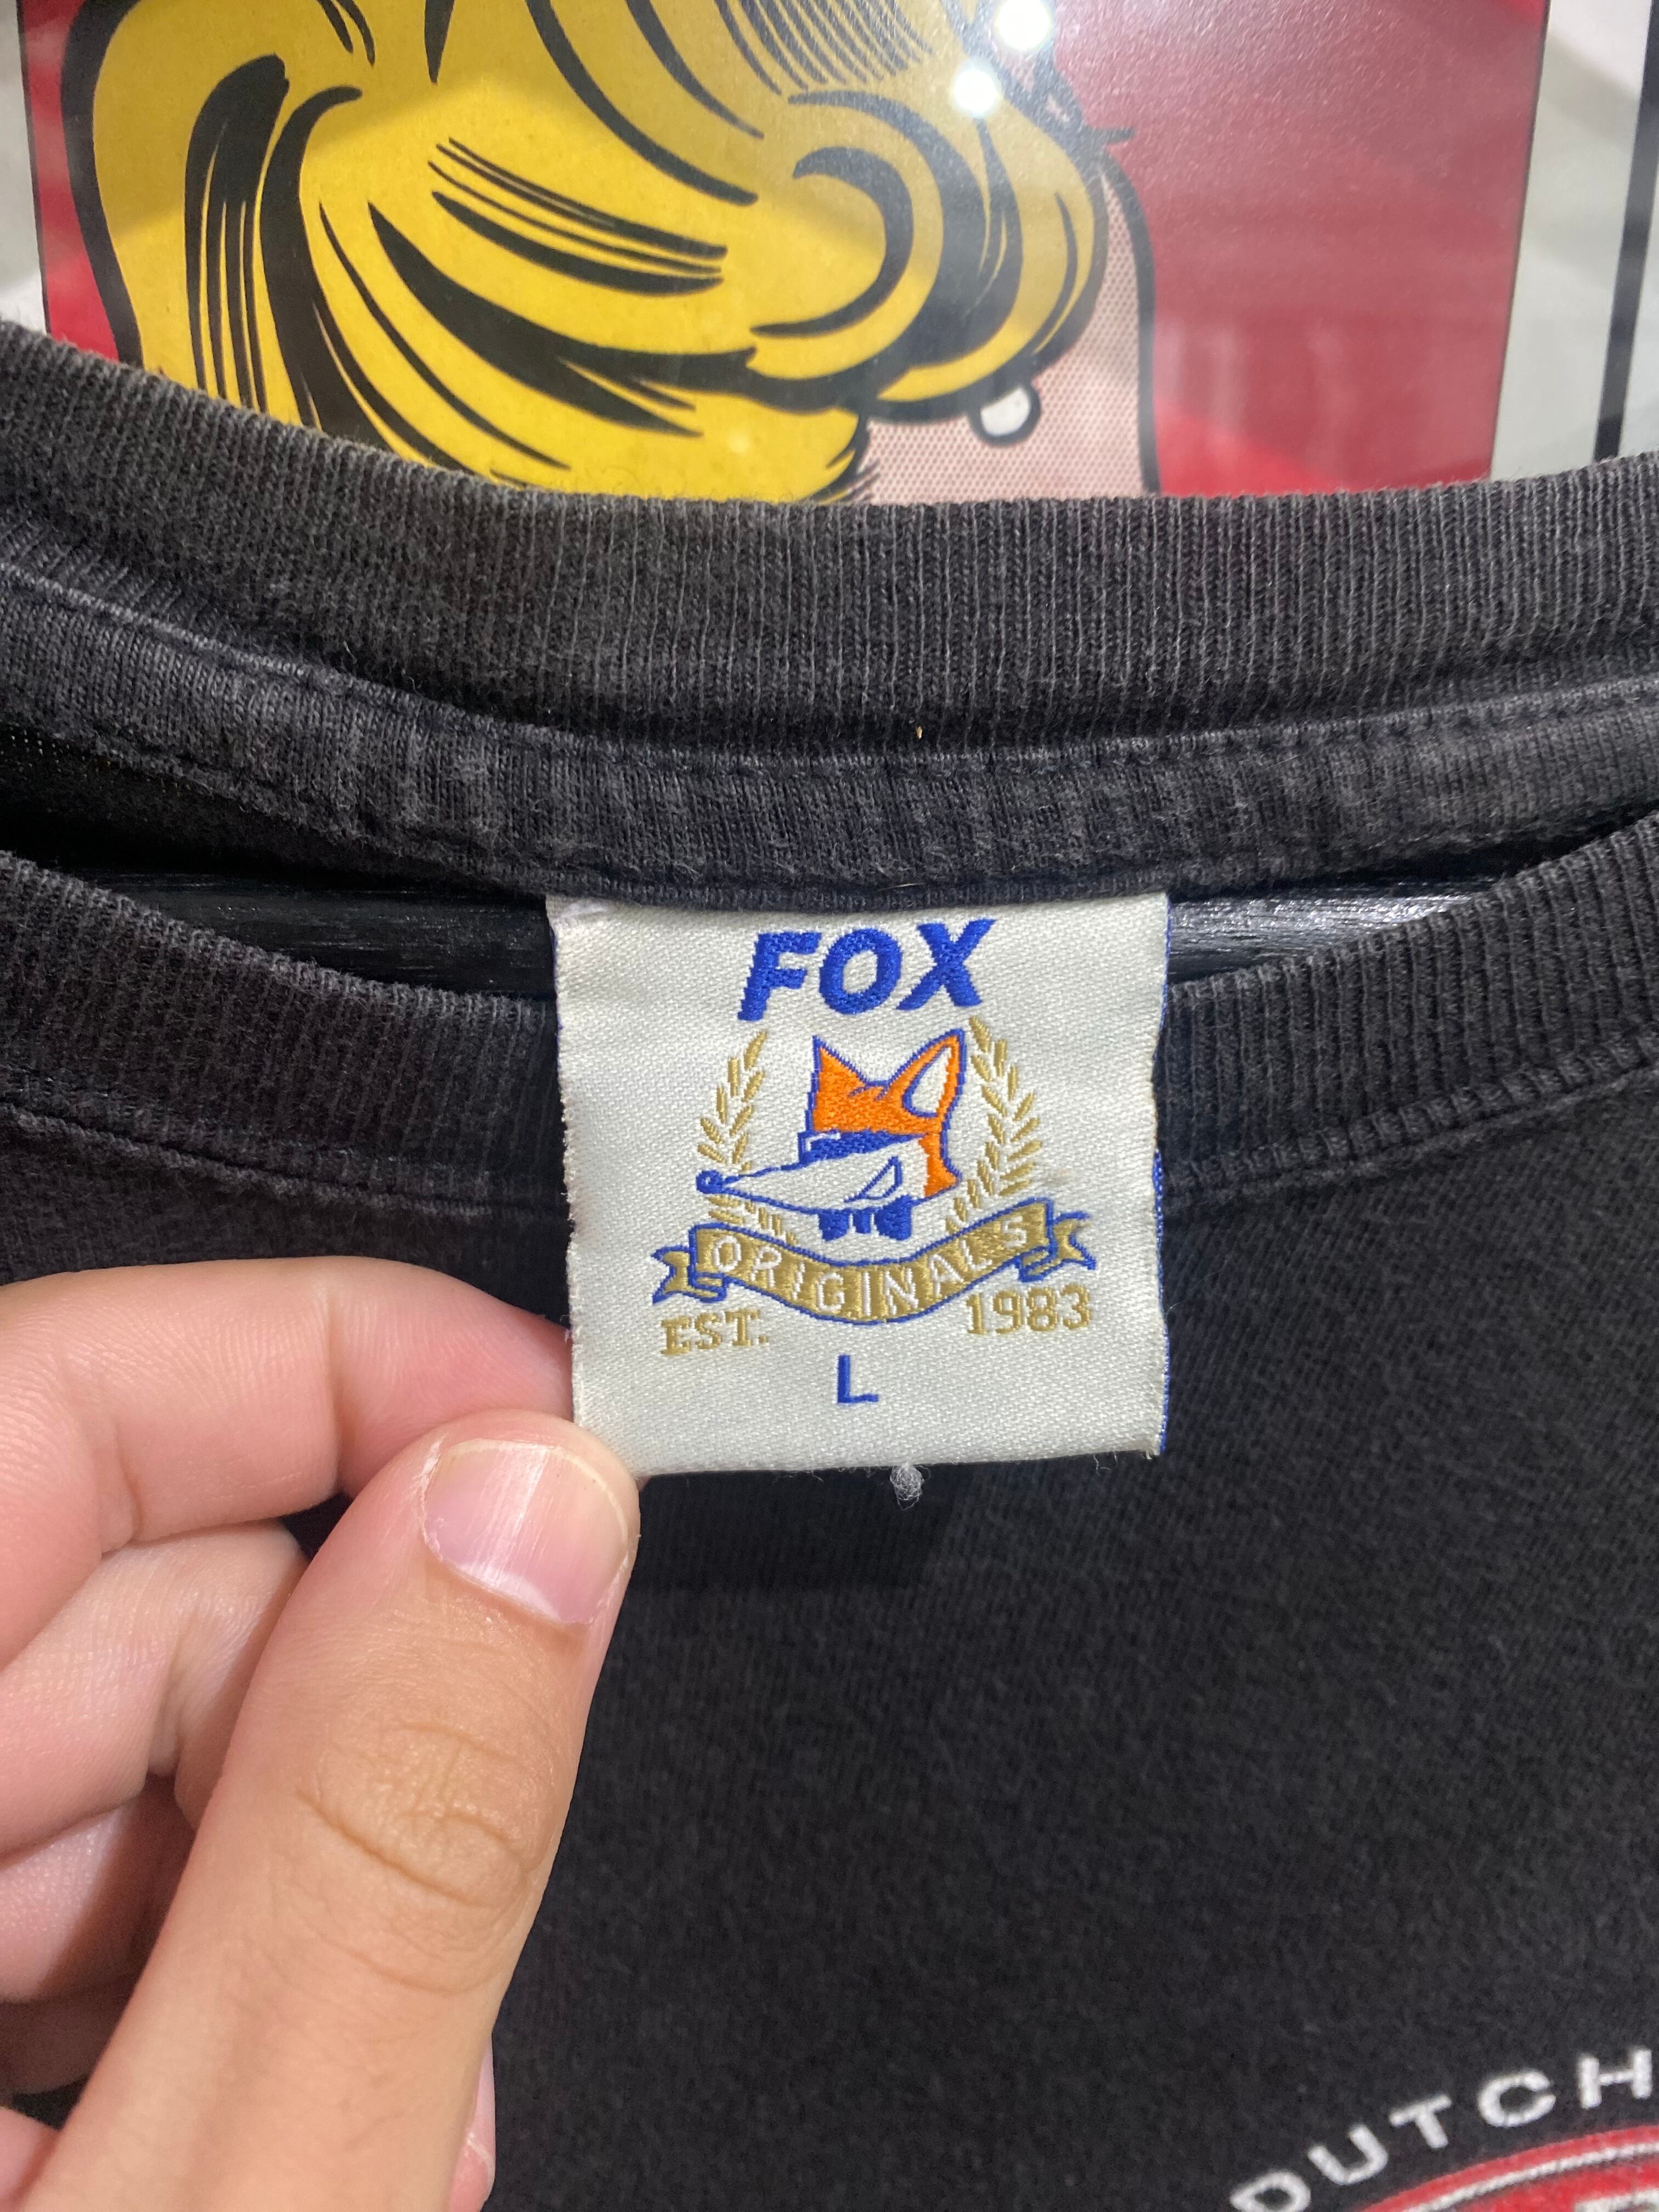 FOX
ORIGINALS
EST. 1983
L
DUTCH